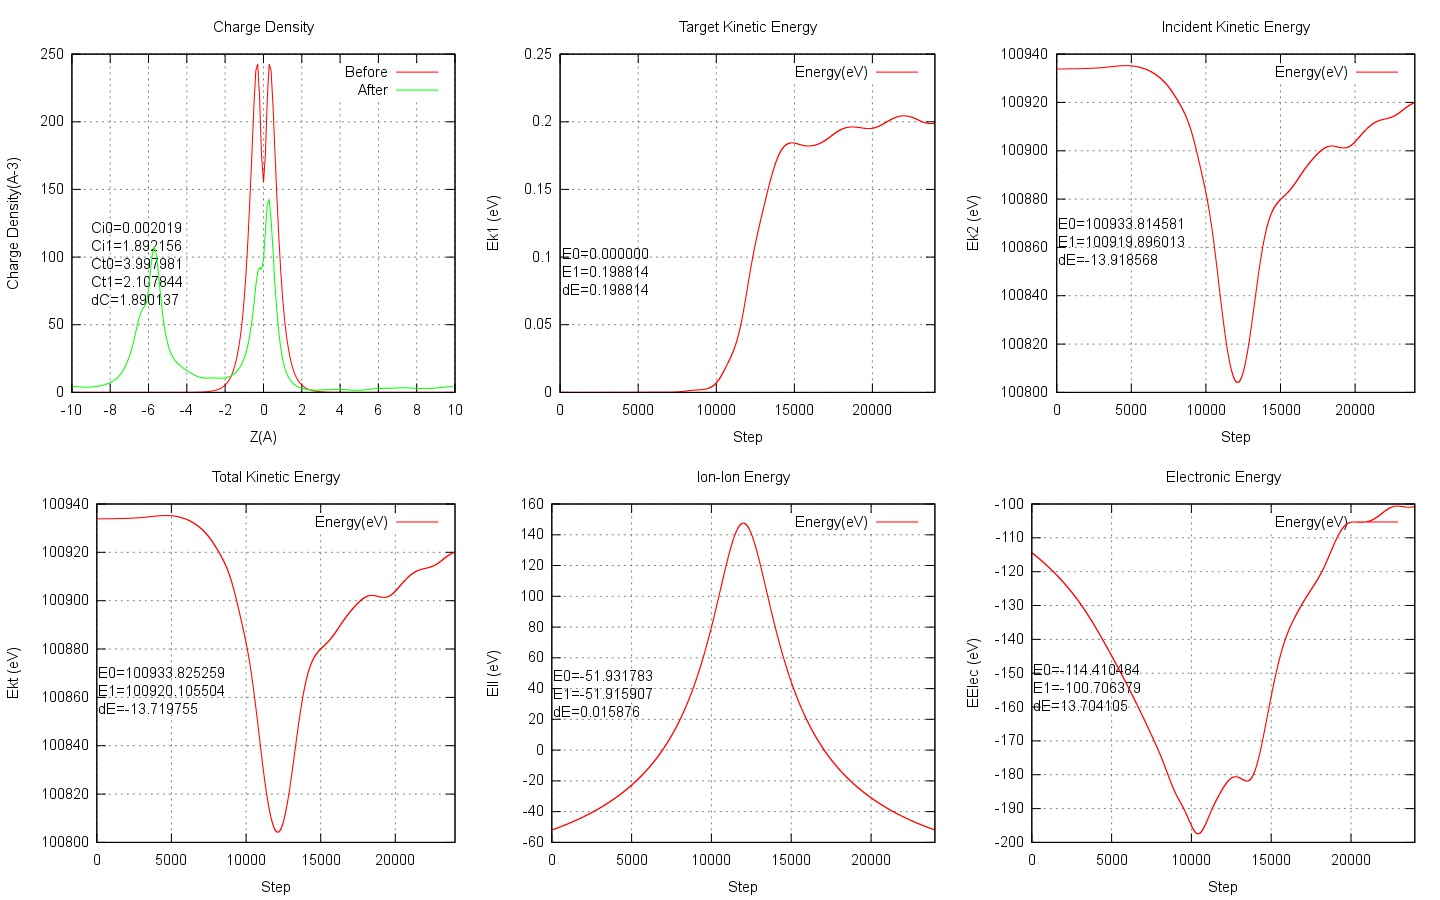 Charge Density
Before
After
Charge Density(A-3)
250
200
150
100
50
0
Ci0=0.002019
Ci1=1.892156
Ct0=3.997981
Ct1=2.107844
dC=1.890137
-10 -8 -6 -4 -2 0 2 4 6 8 10
Z(A)
Target Kinetic Energy
Energy(eV)
Ek1 (eV)
0.25
0.2
0.15
0.1
0.05
0
E0=0.000000
E1=0.198814
dE=0.198814
0 5000 10000 15000 20000
Step
Incident Kinetic Energy
Energy(eV)
Ek2 (eV)
100940
100920
100900
100880
100860
100840
100820
100800
E0=100933.814581
E1=100919.896013
dE=-13.918568
0 5000 10000 15000 20000
Step
Total Kinetic Energy
Energy(eV)
Ekt (eV)
100940
100920
100900
100880
100860
100840
100820
100800
E0=100933.825259
E1=100920.105504
dE=-13.719755
0 5000 10000 15000 20000
Step
Ion-Ion Energy
Energy(eV)
EII (eV)
160
140
120
100
80
60
40
20
0
-20
-40
-60
E0=-51.931783
E1=-51.915907
dE=0.015876
0 5000 10000 15000 20000
Step
Electronic Energy
Energy(eV)
EElec (eV)
-100
-110
-120
-130
-140
-150
-160
-170
-180
-190
-200
E0=-114.410484
E1=-100.706379
dE=13.704105
0 5000 10000 15000 20000
Step